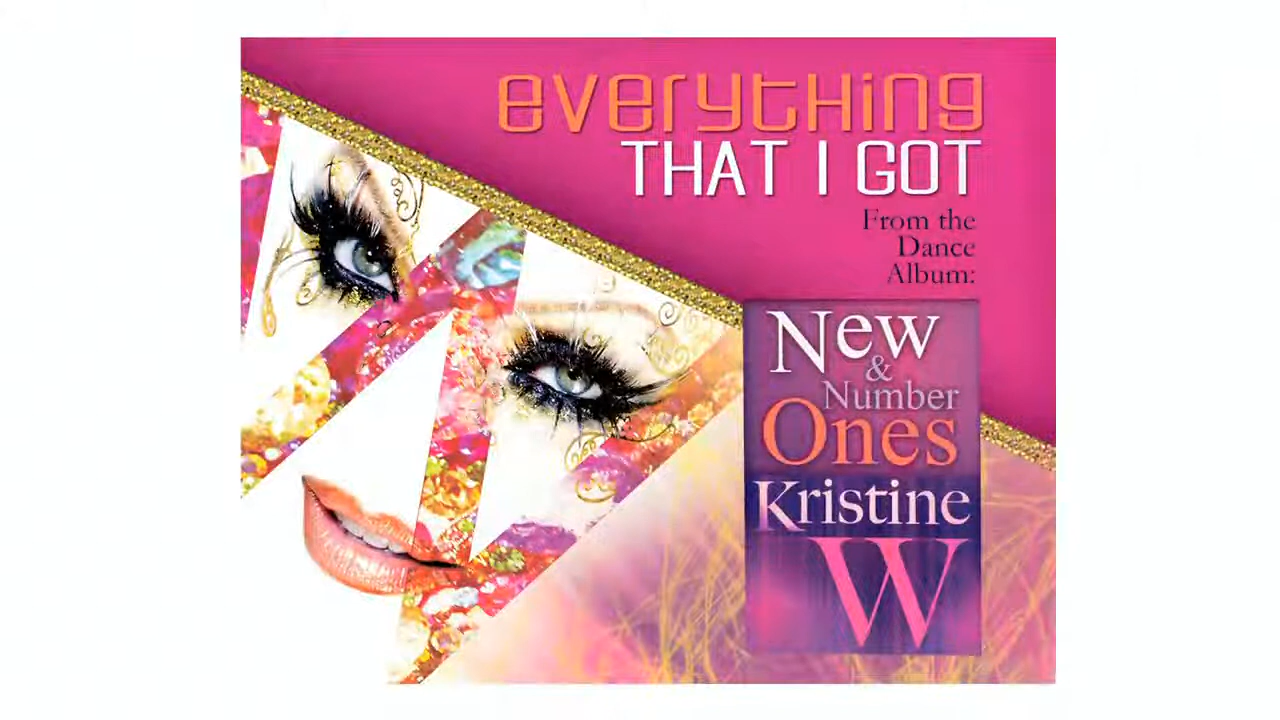 everything
THAT I GOT
From the
Dance
Album:
New
&
Number
Ones
Kristine
W